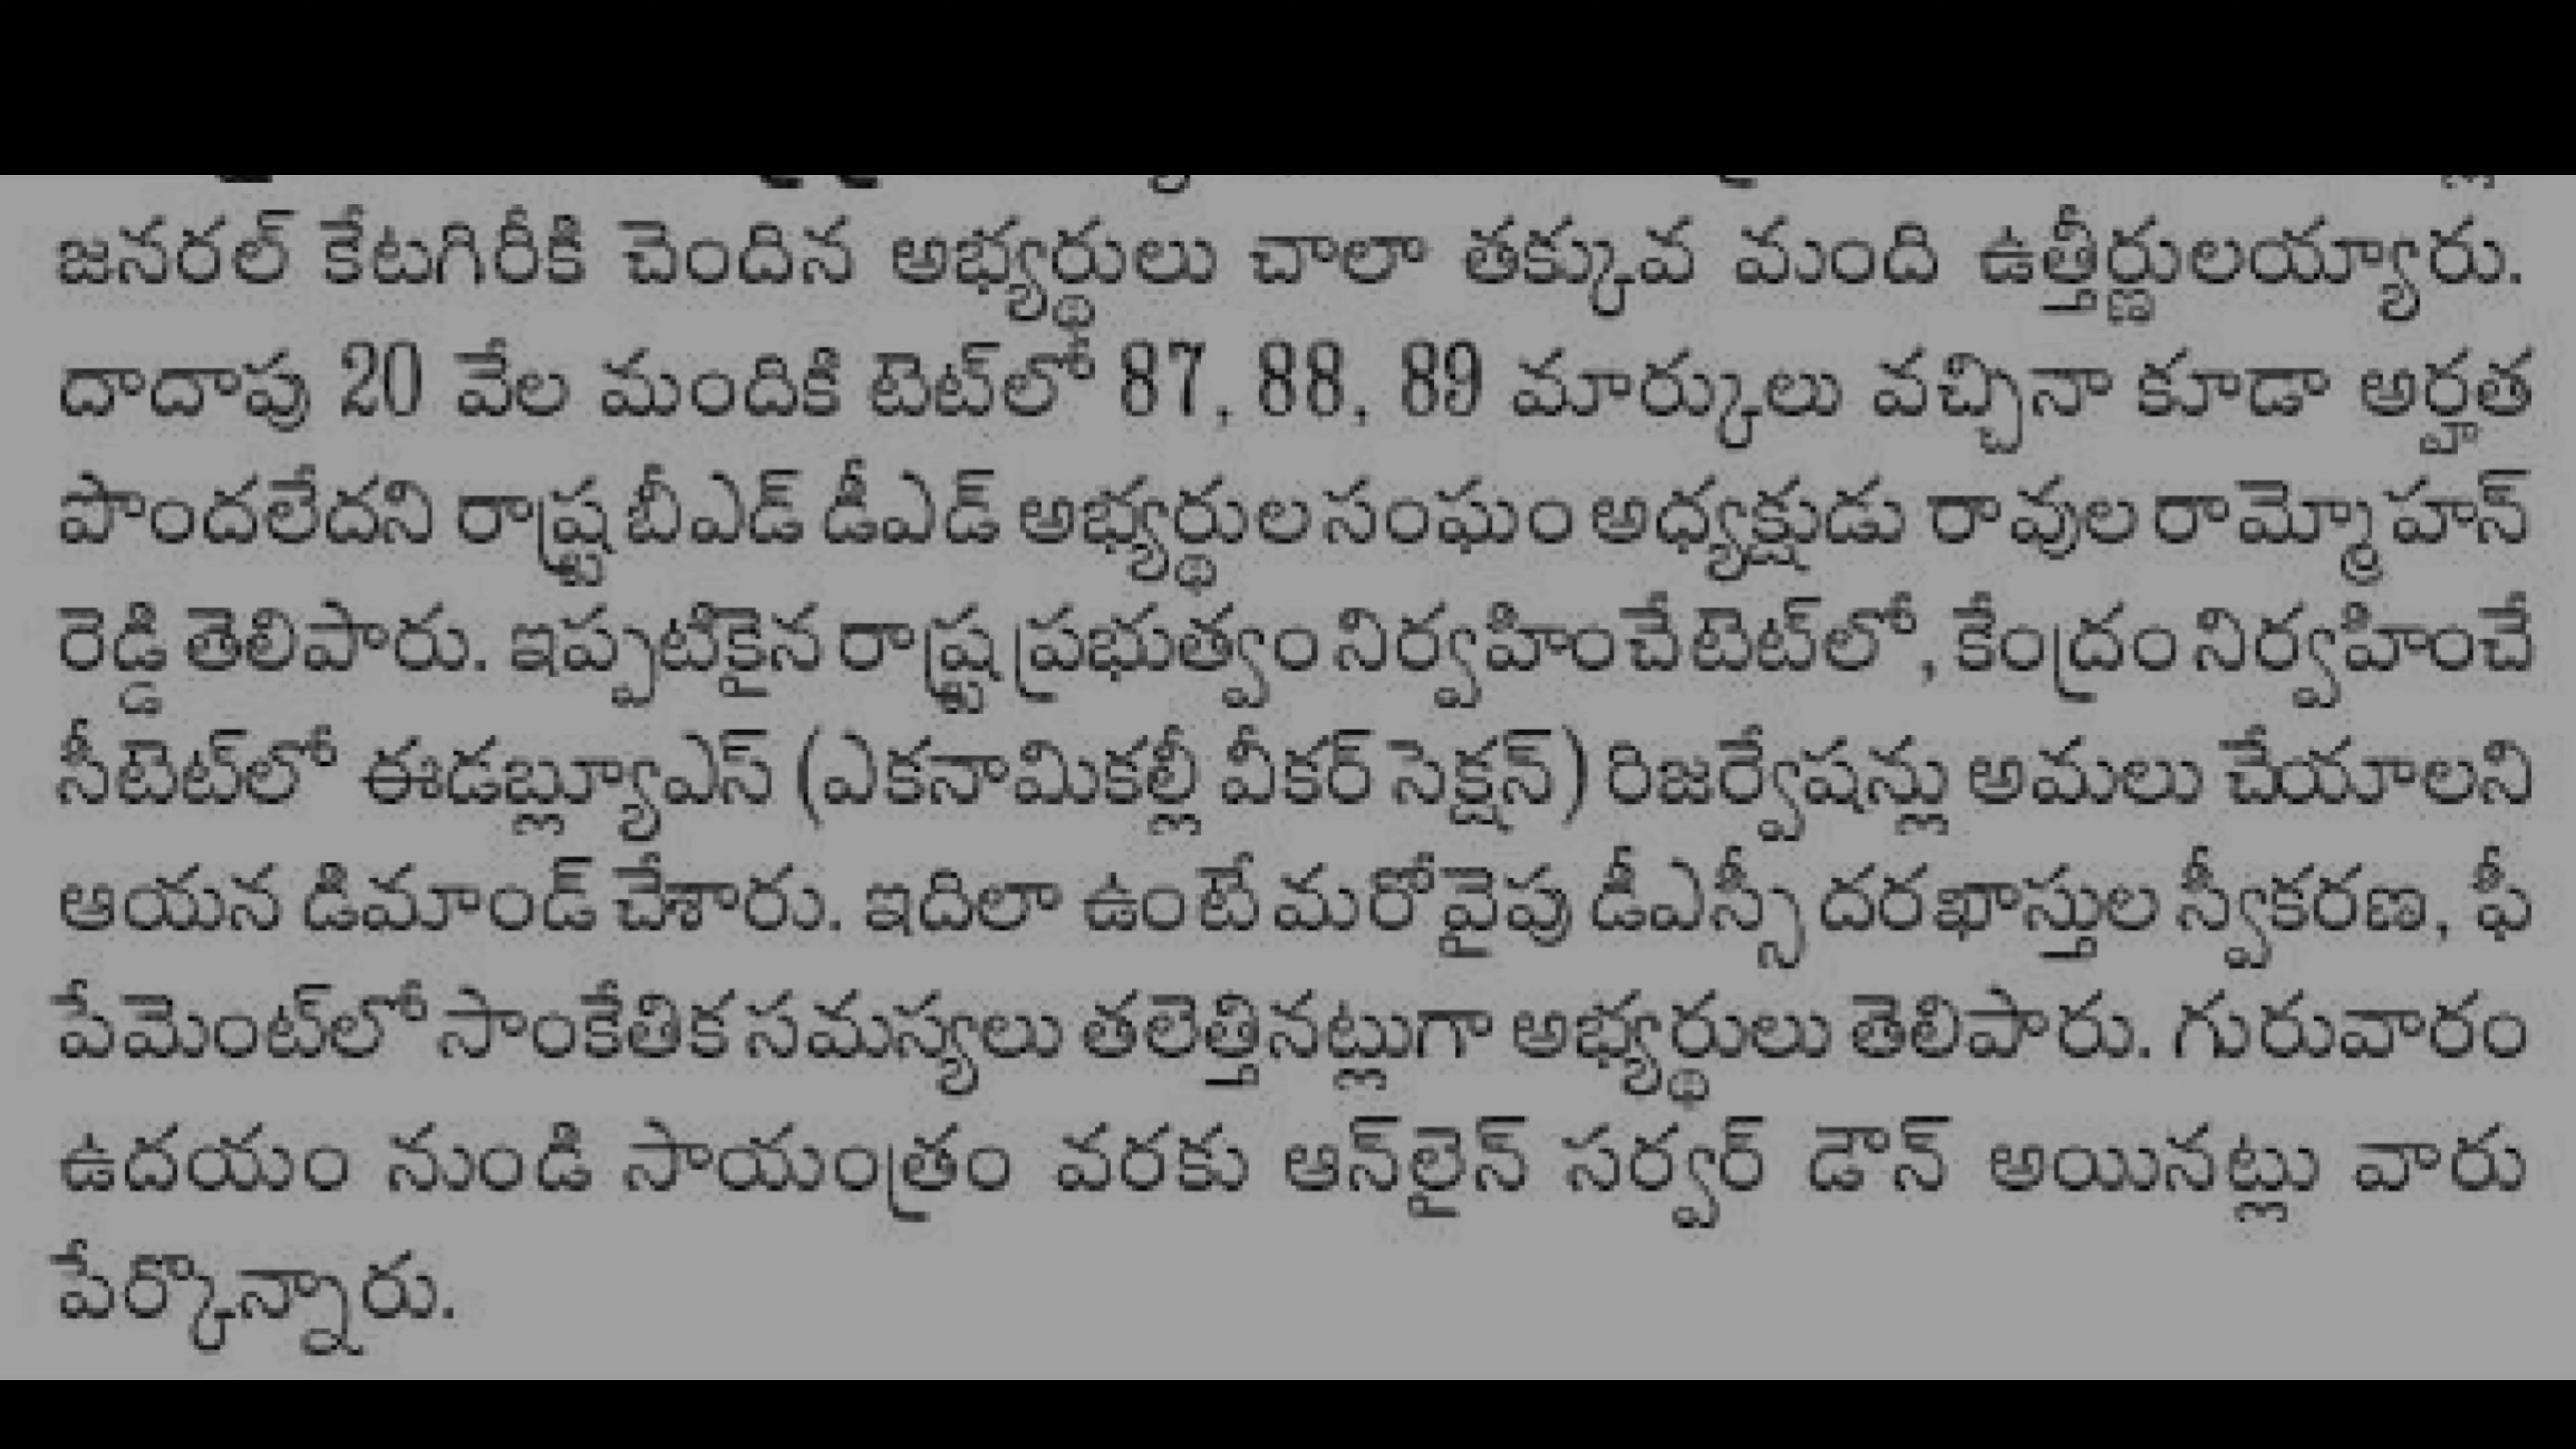 జనరల్ కేటగిరీకి చెందిన అభ్యర్థులు చాలా తక్కువ మంది ఉత్తీర్ణులయ్యారు.
దాదాపు 20 వేల మందికి టెట్‌లో 87, 88, 89 మార్కులు వచ్చినా కూడా అర్హత
పొందలేదని రాష్ట్ర బీఎడ్ డీఎడ్ అభ్యర్థుల సంఘం అధ్యక్షుడు రావుల రామ్మోహన్
రెడ్డి తెలిపారు. ఇప్పటికైన రాష్ట్ర ప్రభుత్వం నిర్వహించే టెట్‌లో, కేంద్రం నిర్వహించే
సీటెట్‌లో ఈడబ్ల్యూఎస్ (ఎకనామికల్లీ వీకర్ సెక్షన్) రిజర్వేషన్లు అమలు చేయాలని
ఆయన డిమాండ్ చేశారు. ఇదిలా ఉంటే మరోవైపు డీఎస్సీ దరఖాస్తుల స్వీకరణ, ఫీ
పేమెంట్‌లో సాంకేతిక సమస్యలు తలెత్తినట్లుగా అభ్యర్థులు తెలిపారు. గురువారం
ఉదయం నుండి సాయంత్రం వరకు ఆన్‌లైన్ సర్వర్ డౌన్ అయినట్లు వారు
పేర్కొన్నారు.